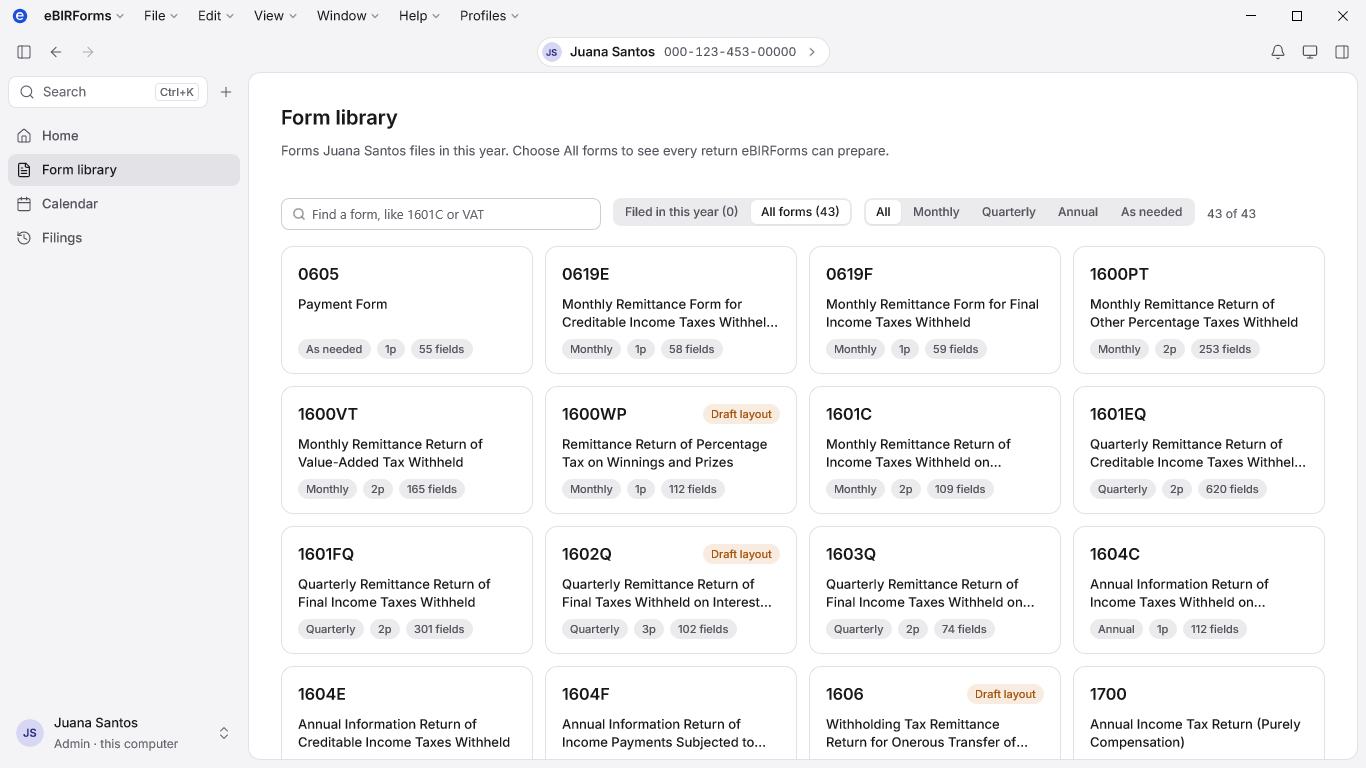 eBIRForms File Edit View Window Help Profiles
JS Juana Santos 000-123-453-00000
Search Ctrl+K
Home
Form library
Calendar
Filings
Form library
Forms Juana Santos files in this year. Choose All forms to see every return eBIRForms can prepare.
Find a form, like 1601C or VAT
Filed in this year (0) All forms (43)
All Monthly Quarterly Annual As needed
43 of 43
0605
Payment Form
As needed 1p 55 fields
0619E
Monthly Remittance Form for
Creditable Income Taxes Withhel...
Monthly 1p 58 fields
0619F
Monthly Remittance Form for Final
Income Taxes Withheld
Monthly 1p 59 fields
1600PT
Monthly Remittance Return of
Other Percentage Taxes Withheld
Monthly 2p 253 fields
1600VT
Monthly Remittance Return of
Value-Added Tax Withheld
Monthly 2p 165 fields
1600WP Draft layout
Remittance Return of Percentage
Tax on Winnings and Prizes
Monthly 1p 112 fields
1601C
Monthly Remittance Return of
Income Taxes Withheld on...
Monthly 2p 109 fields
1601EQ
Quarterly Remittance Return of
Creditable Income Taxes Withhel...
Quarterly 2p 620 fields
1601FQ
Quarterly Remittance Return of
Final Income Taxes Withheld
Quarterly 2p 301 fields
1602Q Draft layout
Quarterly Remittance Return of
Final Taxes Withheld on Interest...
Quarterly 3p 102 fields
1603Q
Quarterly Remittance Return of
Final Income Taxes Withheld on...
Quarterly 2p 74 fields
1604C
Annual Information Return of
Income Taxes Withheld on...
Annual 1p 112 fields
1604E
Annual Information Return of
Creditable Income Taxes Withheld
1604F
Annual Information Return of
Income Payments Subjected to...
1606 Draft layout
Withholding Tax Remittance
Return for Onerous Transfer of...
1700
Annual Income Tax Return (Purely
Compensation)
JS Juana Santos
Admin · this computer